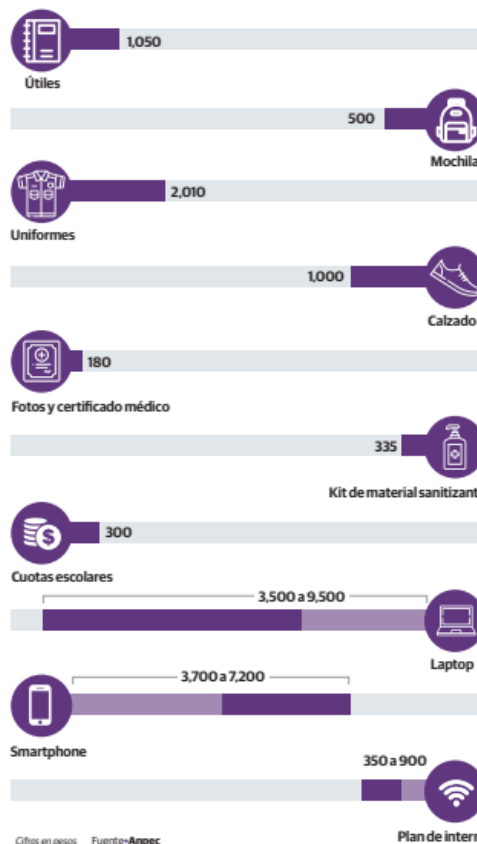 1,050
Útiles
500
Mochila
2,010
Uniformes
1,000
Calzado
180
Fotos y certificado médico
335
Kit de material sanitizant
300
Cuotas escolares
3,500 a 9,500
Laptop
3,700 a 7,200
Smartphone
350 a 900
Plan de intern
Cifras en pesos Fuente•Anpec